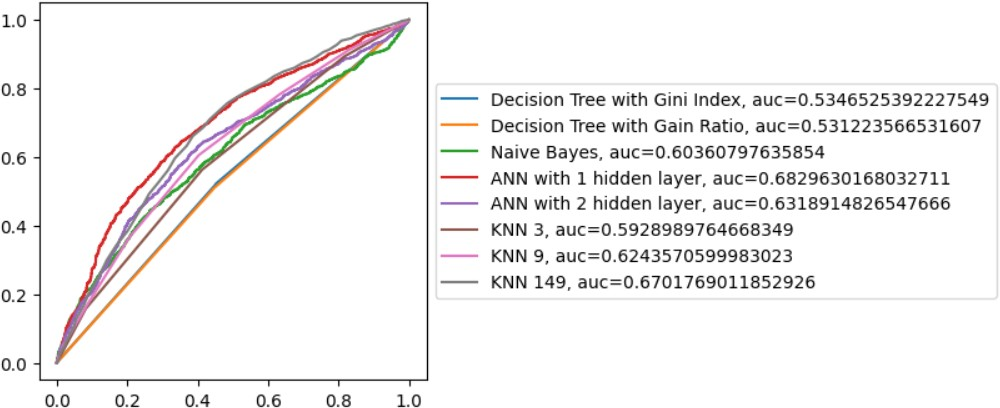 1.0
0.8
0.6
0.4
0.2
0.0
0.0 0.2 0.4 0.6 0.8 1.0
Decision Tree with Gini Index, auc=0.5346525392227549
Decision Tree with Gain Ratio, auc=0.531223566531607
Naive Bayes, auc=0.60360797635854
ANN with 1 hidden layer, auc=0.6829630168032711
ANN with 2 hidden layer, auc=0.6318914826547666
KNN 3, auc=0.5928989764668349
KNN 9, auc=0.6243570599983023
KNN 149, auc=0.6701769011852926